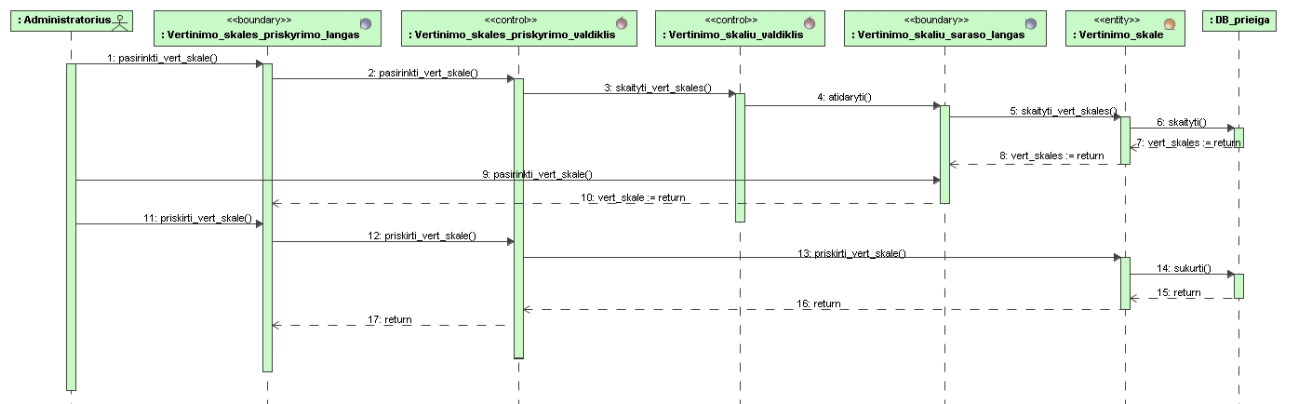 : Administratorius
<<boundary>>
: Vertinimo_skales_priskyrimo_langas
<<control>>
: Vertinimo_skales_priskyrimo_valdiklis
<<control>>
: Vertinimo_skaliu_valdiklis
<<boundary>>
: Vertinimo_skaliu_saraso_langas
<<entity>>
: Vertinimo_skale
: DB_prieiga
1: pasirinkti_vert_skale()
2: pasirinkti_vert_skale()
3: skaityti_vert_skales()
4: atidaryti()
5: skaityti_vert_skales()
6: skaityti()
7: vert_skales := return
8: vert_skales := return
9: pasirinkti_vert_skale()
10: vert_skale := return
11: priskirti_vert_skale()
12: priskirti_vert_skale()
13: priskirti_vert_skale()
14: sukurti()
15: return
16: return
17: return